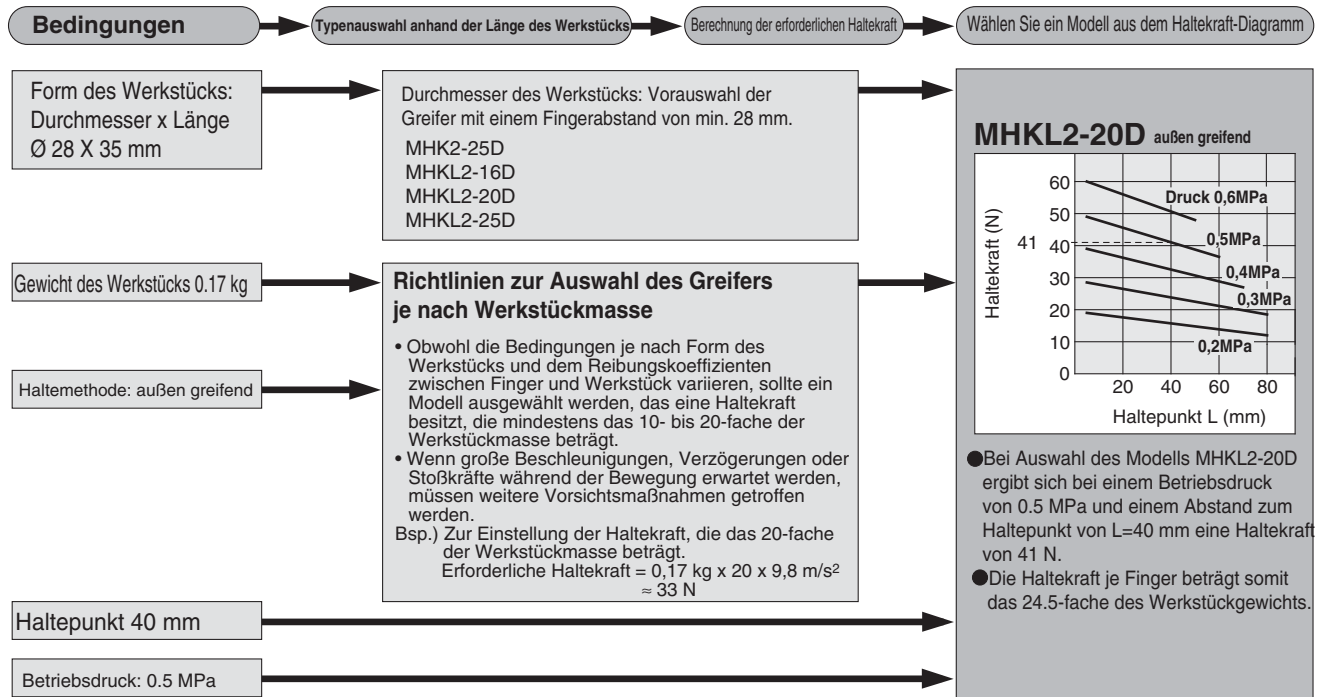 Bedingungen
Typenauswahl anhand der Länge des Werkstücks
Berechnung der erforderlichen Haltekraft
Wählen Sie ein Modell aus dem Haltekraft-Diagramm
Form des Werkstücks:
Durchmesser x Länge
Ø 28 X 35 mm
Durchmesser des Werkstücks: Vorauswahl der
Greifer mit einem Fingerabstand von min. 28 mm.
MHK2-25D
MHKL2-16D
MHKL2-20D
MHKL2-25D
Gewicht des Werkstücks 0.17 kg
Haltemethode: außen greifend
Richtlinien zur Auswahl des Greifers
je nach Werkstückmasse
• Obwohl die Bedingungen je nach Form des
Werkstücks und dem Reibungskoeffizienten
zwischen Finger und Werkstück variieren, sollte ein
Modell ausgewählt werden, das eine Haltekraft
besitzt, die mindestens das 10- bis 20-fache der
Werkstückmasse beträgt.
• Wenn große Beschleunigungen, Verzögerungen oder
Stoßkräfte während der Bewegung erwartet werden,
müssen weitere Vorsichtsmaßnahmen getroffen
werden.
Bsp.) Zur Einstellung der Haltekraft, die das 20-fache
der Werkstückmasse beträgt.
Erforderliche Haltekraft = 0,17 kg x 20 x 9,8 m/s²
≈ 33 N
Haltepunkt 40 mm
Betriebsdruck: 0.5 MPa
MHKL2-20D außen greifend
Haltekraft (N)
60
50
41
40
30
20
10
0
Druck 0,6MPa
0,5MPa
0,4MPa
0,3MPa
0,2MPa
20 40 60 80
Haltepunkt L (mm)
●Bei Auswahl des Modells MHKL2-20D
ergibt sich bei einem Betriebsdruck
von 0.5 MPa und einem Abstand zum
Haltepunkt von L=40 mm eine Haltekraft
von 41 N.
●Die Haltekraft je Finger beträgt somit
das 24.5-fache des Werkstückgewichts.